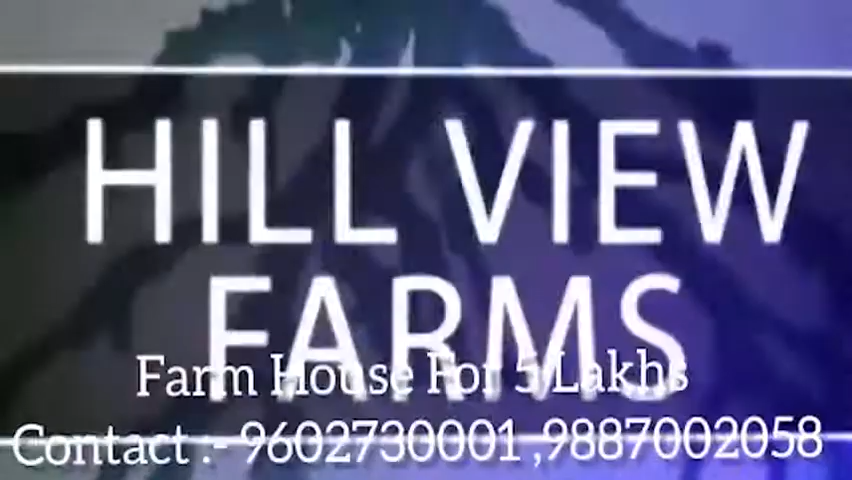 HILL VIEW
FARMS
Farm House For 5 Lakhs
Contact :- 9602730001 ,9887002058